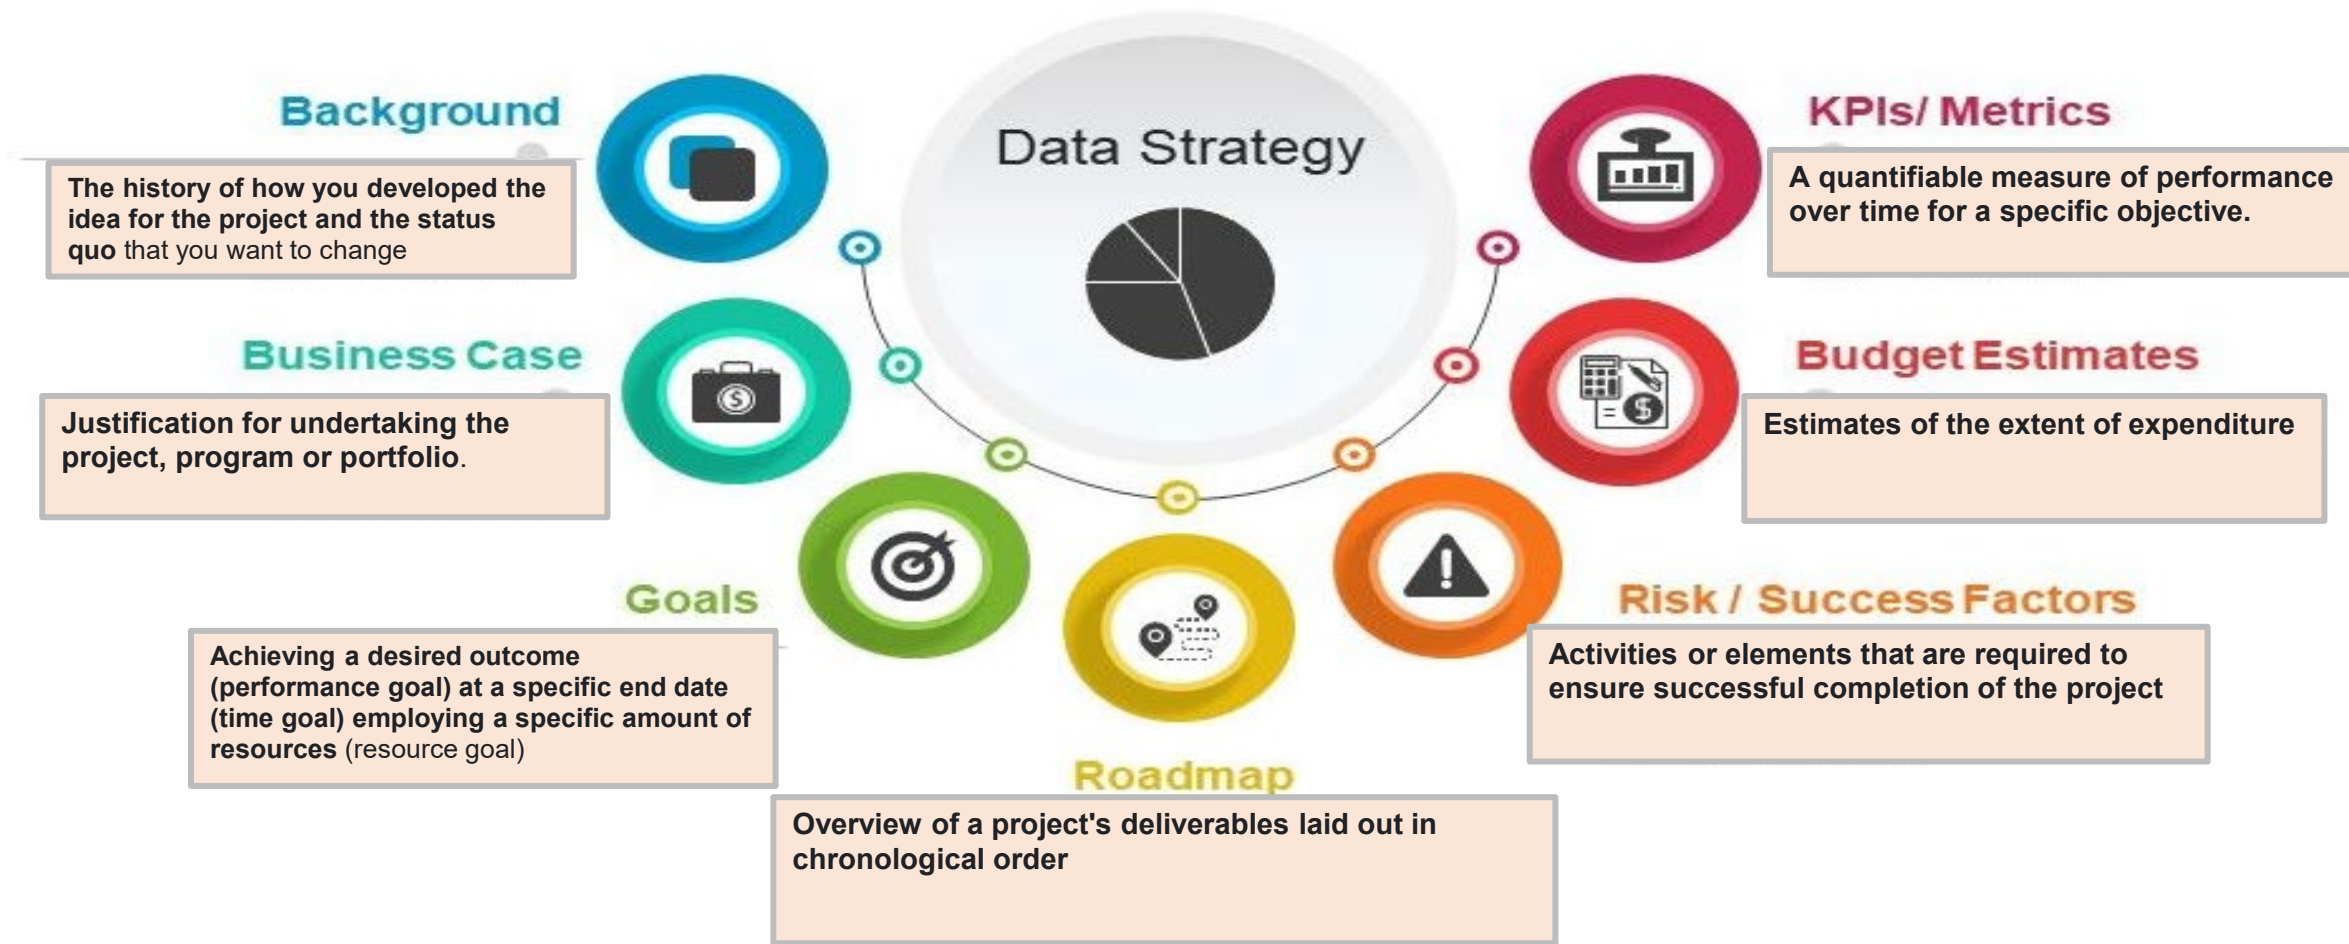 Data Strategy
Background
The history of how you developed the
idea for the project and the status
quo that you want to change
Business Case
Justification for undertaking the
project, program or portfolio.
Goals
Achieving a desired outcome
(performance goal) at a specific end date
(time goal) employing a specific amount of
resources (resource goal)
Roadmap
Overview of a project's deliverables laid out in
chronological order
Risk / Success Factors
Activities or elements that are required to
ensure successful completion of the project
Budget Estimates
Estimates of the extent of expenditure
KPIs/ Metrics
A quantifiable measure of performance
over time for a specific objective.